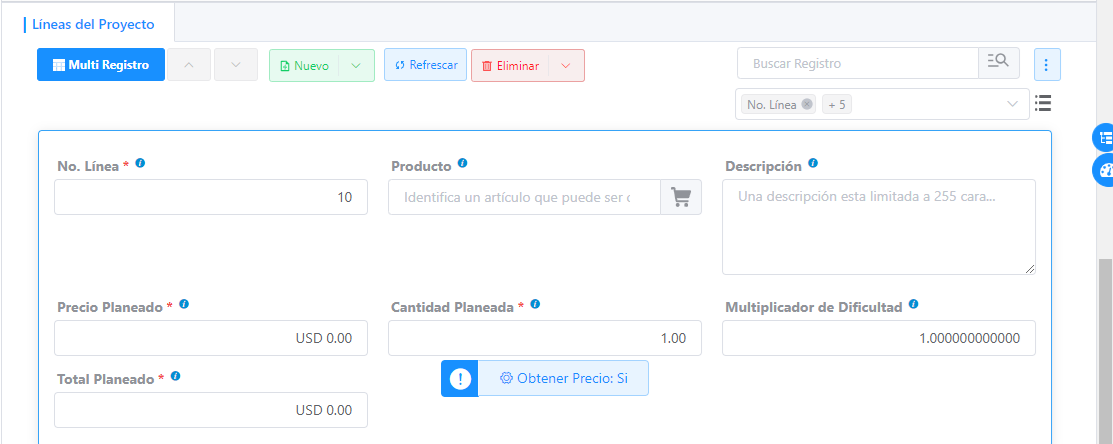 Líneas del Proyecto
Multi Registro Nuevo Refrescar Eliminar Buscar Registro
No. Línea + 5
No. Línea * Producto Descripción
10 Identifica un artículo que puede ser Una descripción esta limitada a 255 cara...
Precio Planeado * Cantidad Planeada * Multiplicador de Dificultad
USD 0.00 1.00 1.000000000000
Total Planeado * Obtener Precio: Si
USD 0.00